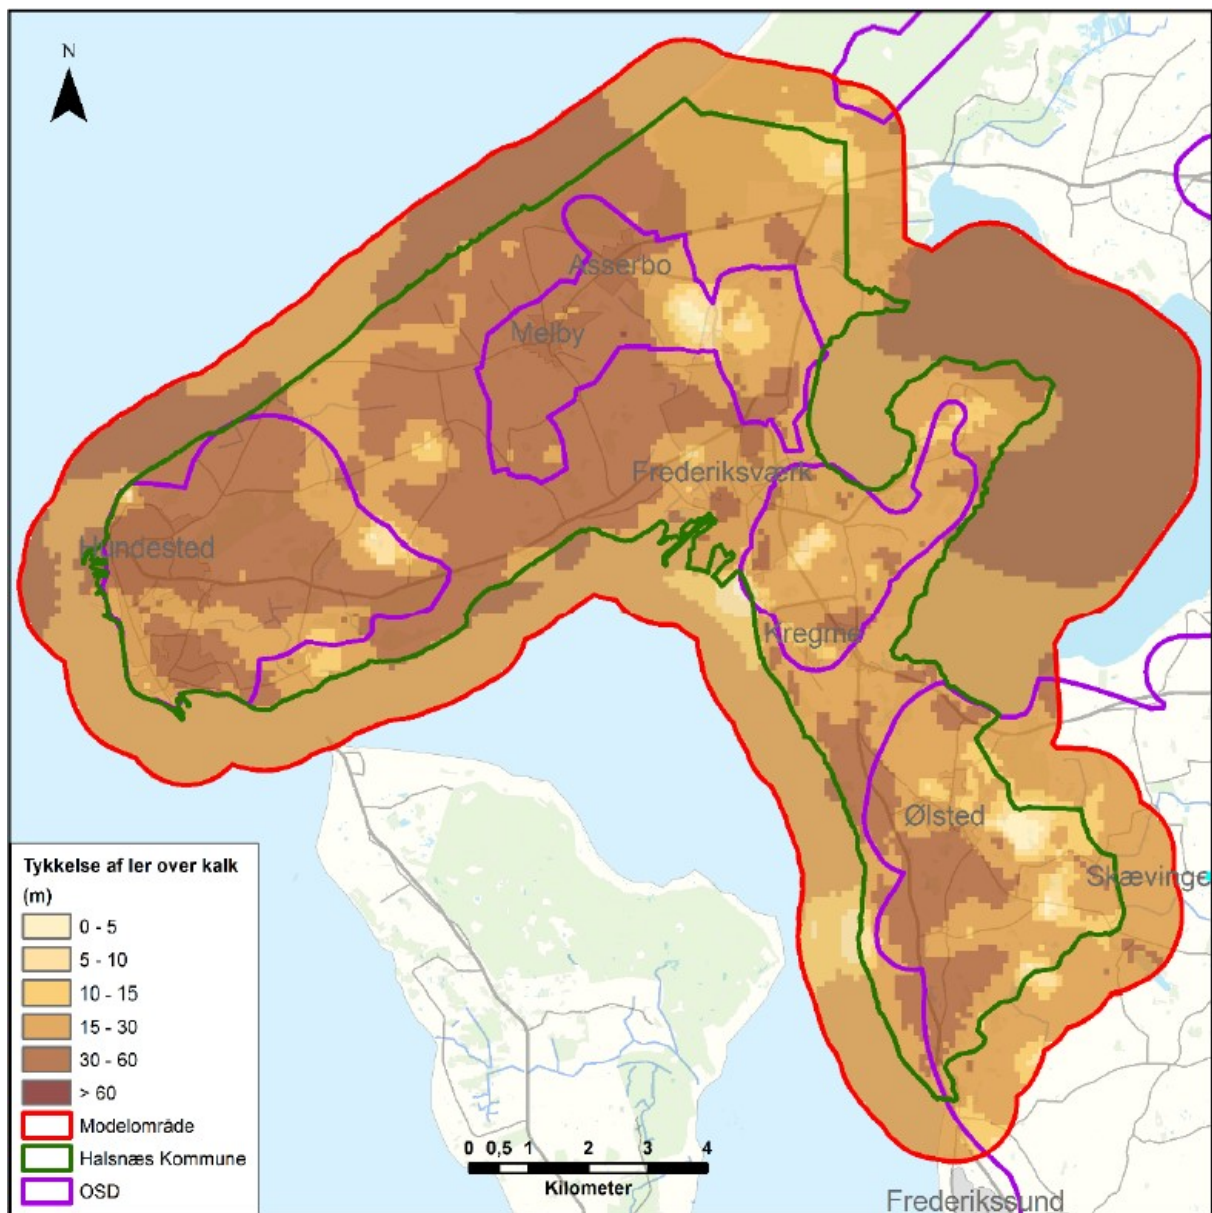 N
Asserbo
Melby
Frederiksværk
Hundested
Kregme
Ølsted
Skævinge
Tykkelse af ler over kalk
(m)
0 - 5
5 - 10
10 - 15
15 - 30
30 - 60
> 60
Modelområde
Halsnæs Kommune
OSD
0 0,5 1 2 3 4
Kilometer
Frederikssund